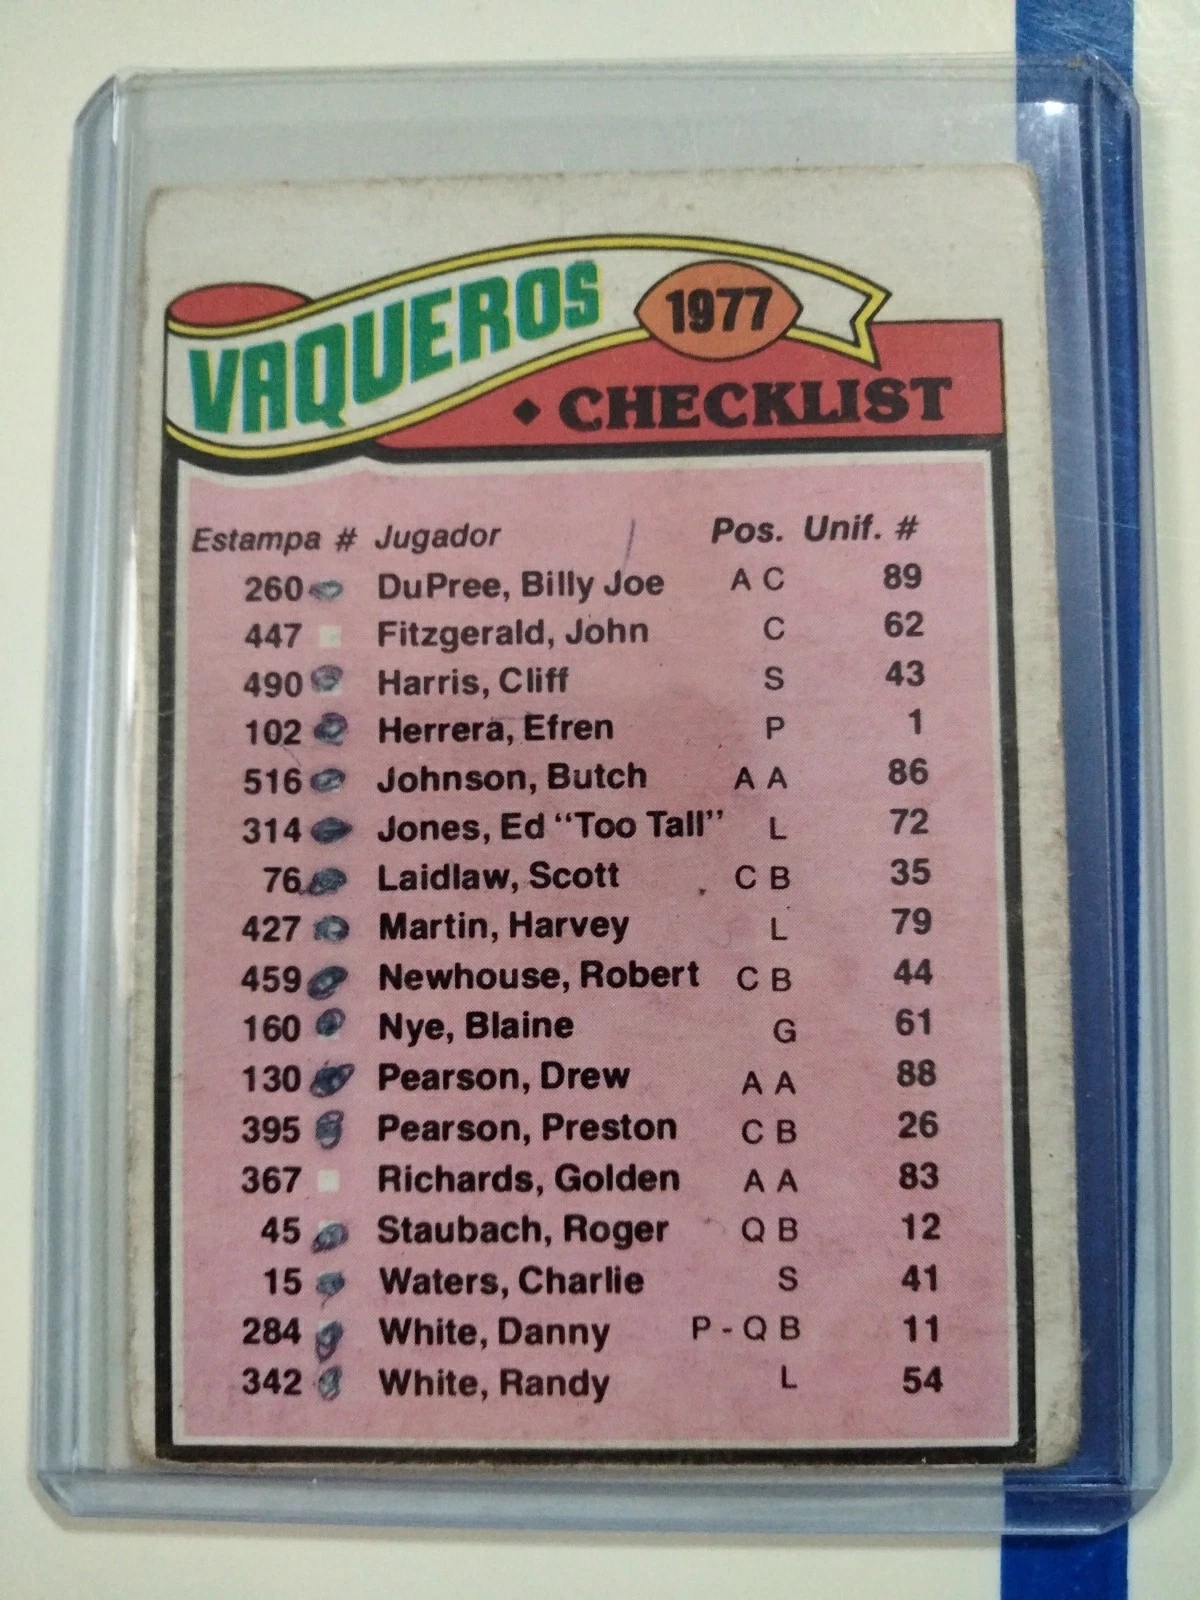 VAQUEROS 1977
◆ CHECKLIST
Estampa # Jugador Pos. Unif. #
260 DuPree, Billy Joe A C 89
447 Fitzgerald, John C 62
490 Harris, Cliff S 43
102 Herrera, Efren P 1
516 Johnson, Butch A A 86
314 Jones, Ed “Too Tall” L 72
76 Laidlaw, Scott C B 35
427 Martin, Harvey L 79
459 Newhouse, Robert C B 44
160 Nye, Blaine G 61
130 Pearson, Drew A A 88
395 Pearson, Preston C B 26
367 Richards, Golden A A 83
45 Staubach, Roger Q B 12
15 Waters, Charlie S 41
284 White, Danny P - Q B 11
342 White, Randy L 54